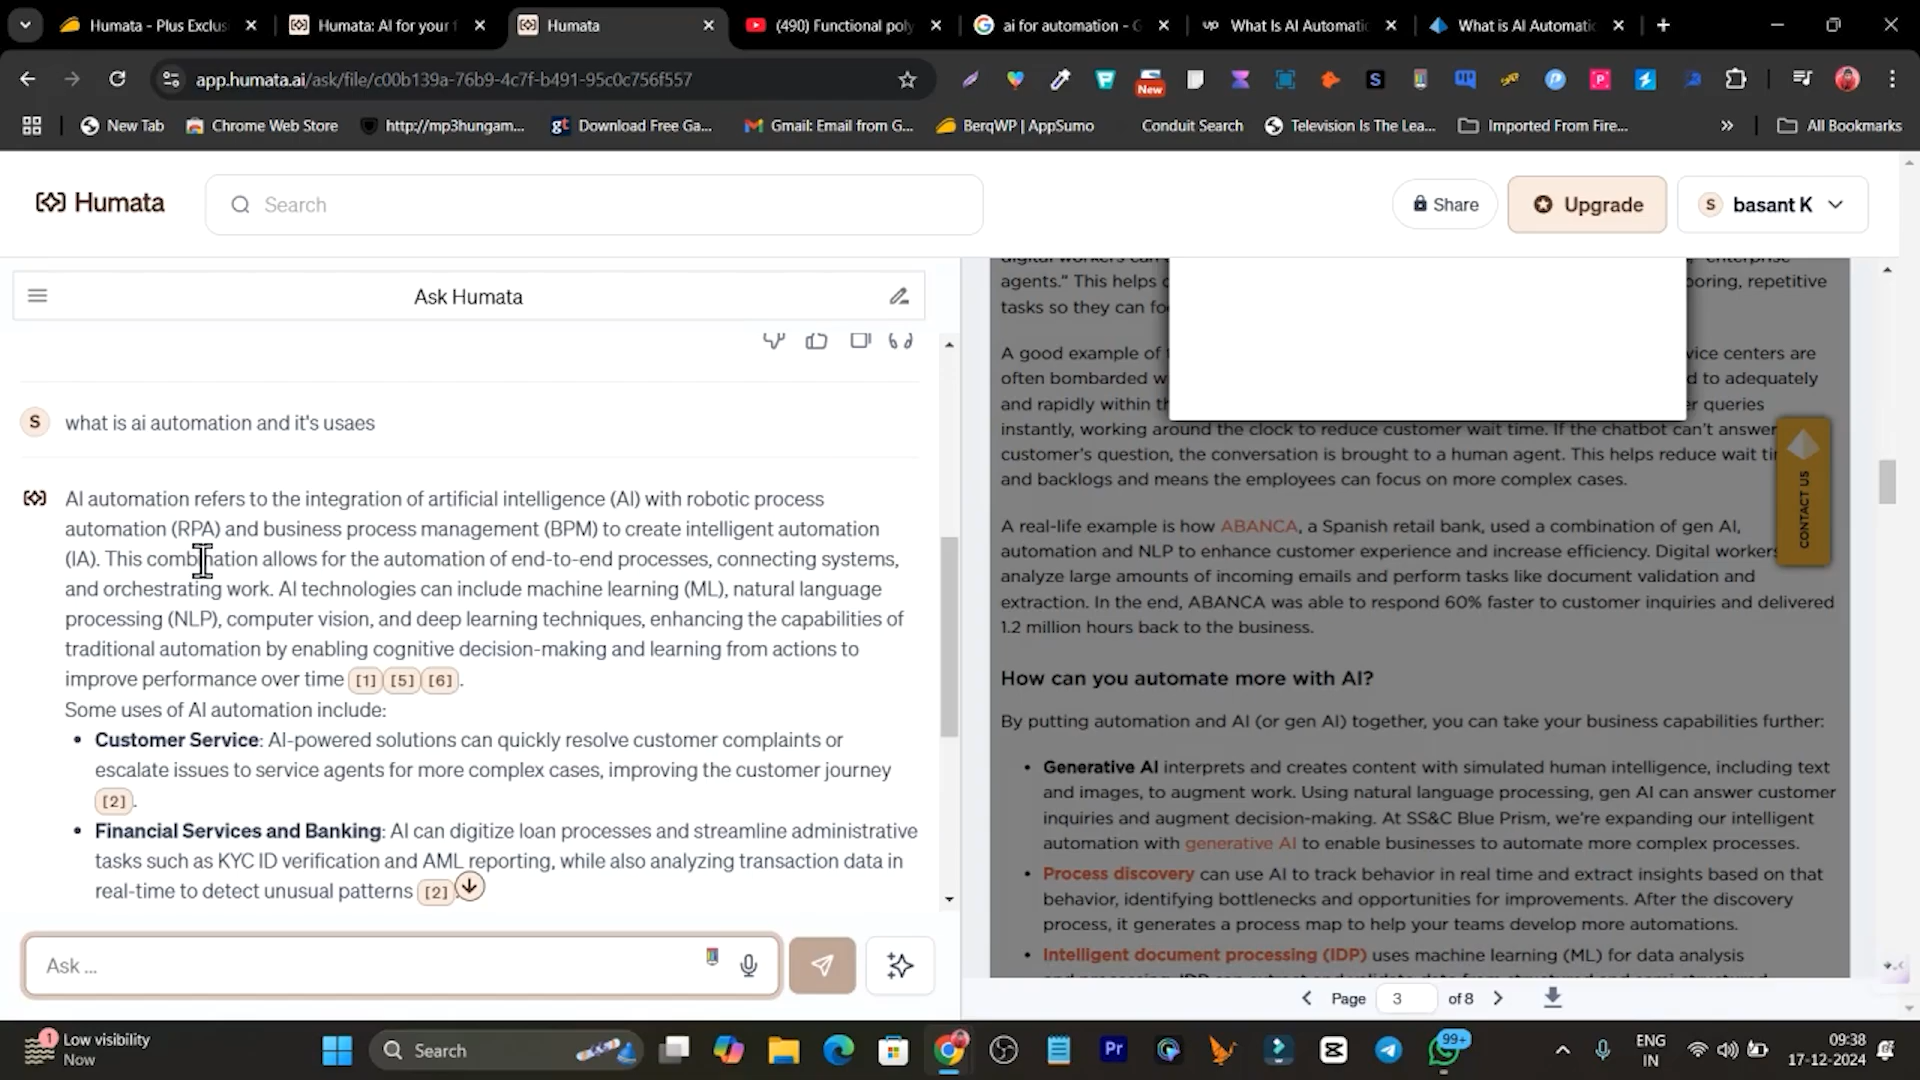 Humata - Plus Exclus
Humata: AI for your f
Humata
(490) Functional poly
ai for automation - G
What Is AI Automatic
What is AI Automatic
app.humata.ai/ask/file/c00b139a-76b9-4c7f-b491-95c0c756f557
New
New Tab
Chrome Web Store
http://mp3hungam...
Download Free Ga...
Gmail: Email from G...
BerqWP | AppSumo
Conduit Search
Television Is The Lea...
Imported From Fire...
All Bookmarks
Humata
Search
Share
Upgrade
S
basant K
Ask Humata
S
what is ai automation and it's usaes
AI automation refers to the integration of artificial intelligence (AI) with robotic process
automation (RPA) and business process management (BPM) to create intelligent automation
(IA). This combination allows for the automation of end-to-end processes, connecting systems,
and orchestrating work. AI technologies can include machine learning (ML), natural language
processing (NLP), computer vision, and deep learning techniques, enhancing the capabilities of
traditional automation by enabling cognitive decision-making and learning from actions to
improve performance over time [1] [5] [6].
Some uses of AI automation include:
• Customer Service: AI-powered solutions can quickly resolve customer complaints or
escalate issues to service agents for more complex cases, improving the customer journey
[2].
• Financial Services and Banking: AI can digitize loan processes and streamline administrative
tasks such as KYC ID verification and AML reporting, while also analyzing transaction data in
real-time to detect unusual patterns [2]
Ask ...
digital workers can enterprise
agents." This helps boring, repetitive
tasks so they can
A good example of vice centers are
often bombarded d to adequately
and rapidly within er queries
instantly, working around the clock to reduce customer wait time. If the chatbot can't answer
customer's question, the conversation is brought to a human agent. This helps reduce wait
and backlogs and means the employees can focus on more complex cases.
A real-life example is how ABANCA, a Spanish retail bank, used a combination of gen AI,
automation and NLP to enhance customer experience and increase efficiency. Digital workers
analyze large amounts of incoming emails and perform tasks like document validation and
extraction. In the end, ABANCA was able to respond 60% faster to customer inquiries and delivered
1.2 million hours back to the business.
How can you automate more with AI?
By putting automation and AI (or gen AI) together, you can take your business capabilities further:
• Generative AI interprets and creates content with simulated human intelligence, including text
and images, to augment work. Using natural language processing, gen AI can answer customer
inquiries and augment decision-making. At SS&C Blue Prism, we're expanding our intelligent
automation with generative AI to enable businesses to automate more complex processes.
• Process discovery can use AI to track behavior in real time and extract insights based on that
behavior, identifying bottlenecks and opportunities for improvements. After the discovery
process, it generates a process map to help your teams develop more automations.
• Intelligent document processing (IDP) uses machine learning (ML) for data analysis
CONTACT US
Page 3 of 8
1
Low visibility
Now
Search
Pr
99+
ENG
IN
09:38
17-12-2024